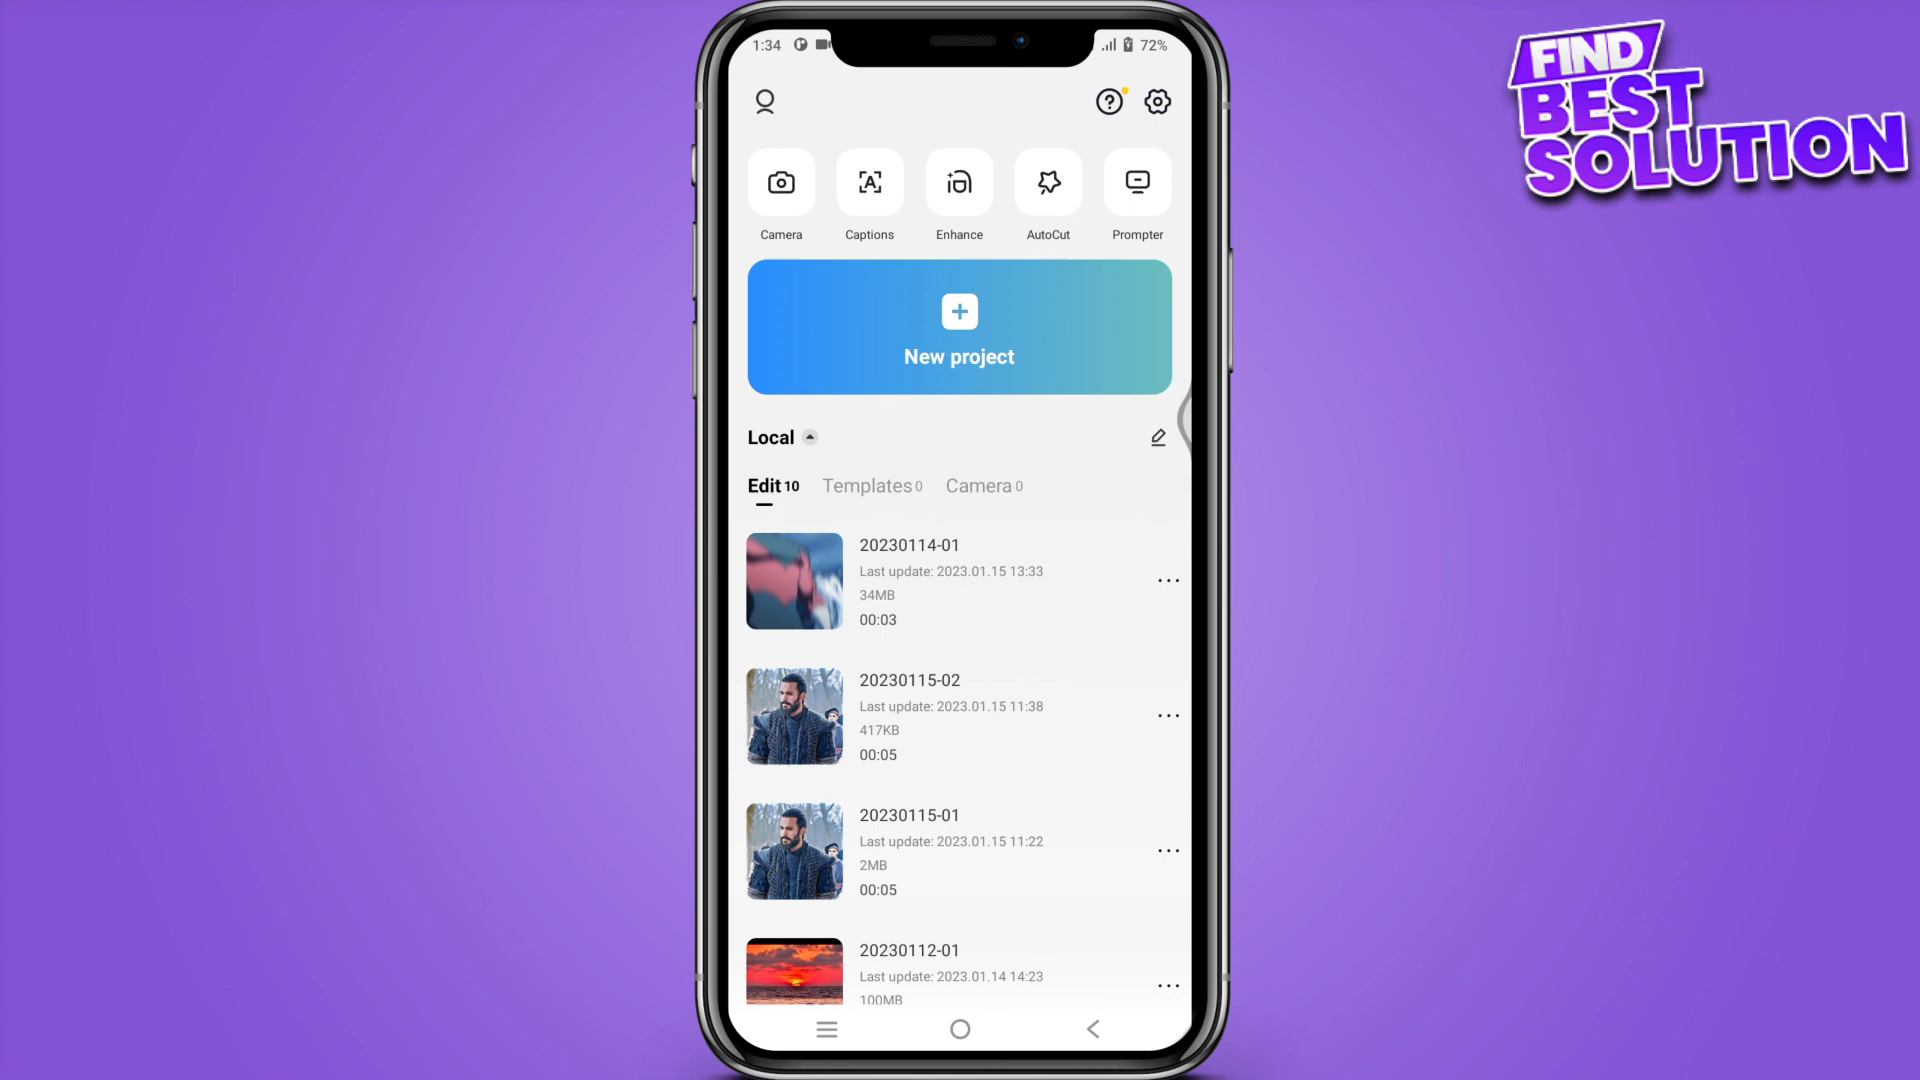 1:34
72%
FIND
BEST
SOLUTION
Camera
Captions
Enhance
AutoCut
Prompter
New project
Local
Edit 10
Templates 0
Camera 0
20230114-01
Last update: 2023.01.15 13:33
34MB
00:03
20230115-02
Last update: 2023.01.15 11:38
417KB
00:05
20230115-01
Last update: 2023.01.15 11:22
2MB
00:05
20230112-01
Last update: 2023.01.14 14:23
100MB